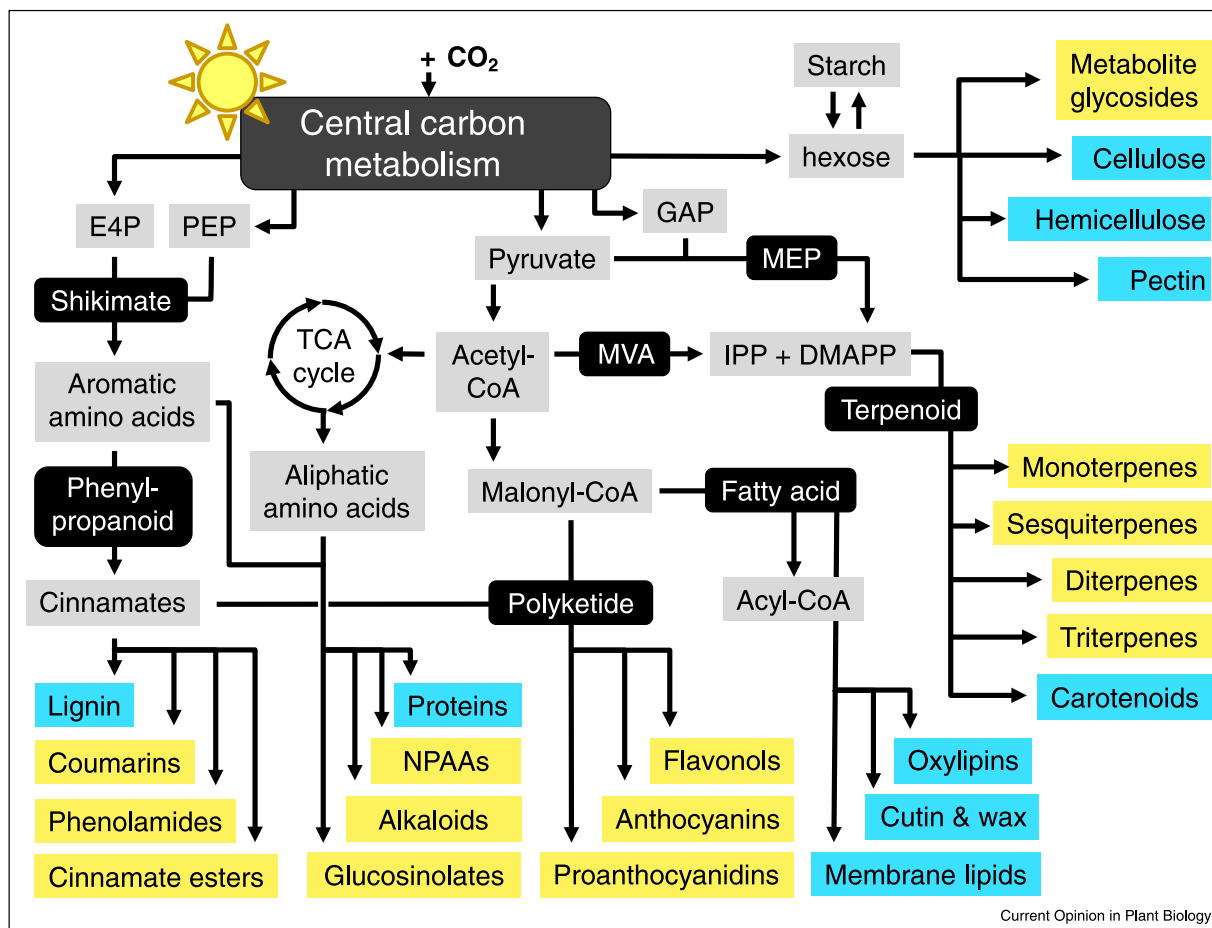 + CO₂
Central carbon
metabolism
Starch
hexose
Metabolite
glycosides
Cellulose
Hemicellulose
Pectin
E4P
PEP
GAP
Pyruvate
MEP
Shikimate
TCA
cycle
Acetyl-
CoA
MVA
IPP + DMAPP
Aromatic
amino acids
Terpenoid
Phenyl-
propanoid
Aliphatic
amino acids
Malonyl-CoA
Fatty acid
Monoterpenes
Sesquiterpenes
Diterpenes
Triterpenes
Carotenoids
Cinnamates
Polyketide
Acyl-CoA
Lignin
Coumarins
Phenolamides
Cinnamate esters
Proteins
NPAAs
Alkaloids
Glucosinolates
Flavonols
Anthocyanins
Proanthocyanidins
Oxylipins
Cutin & wax
Membrane lipids
Current Opinion in Plant Biology